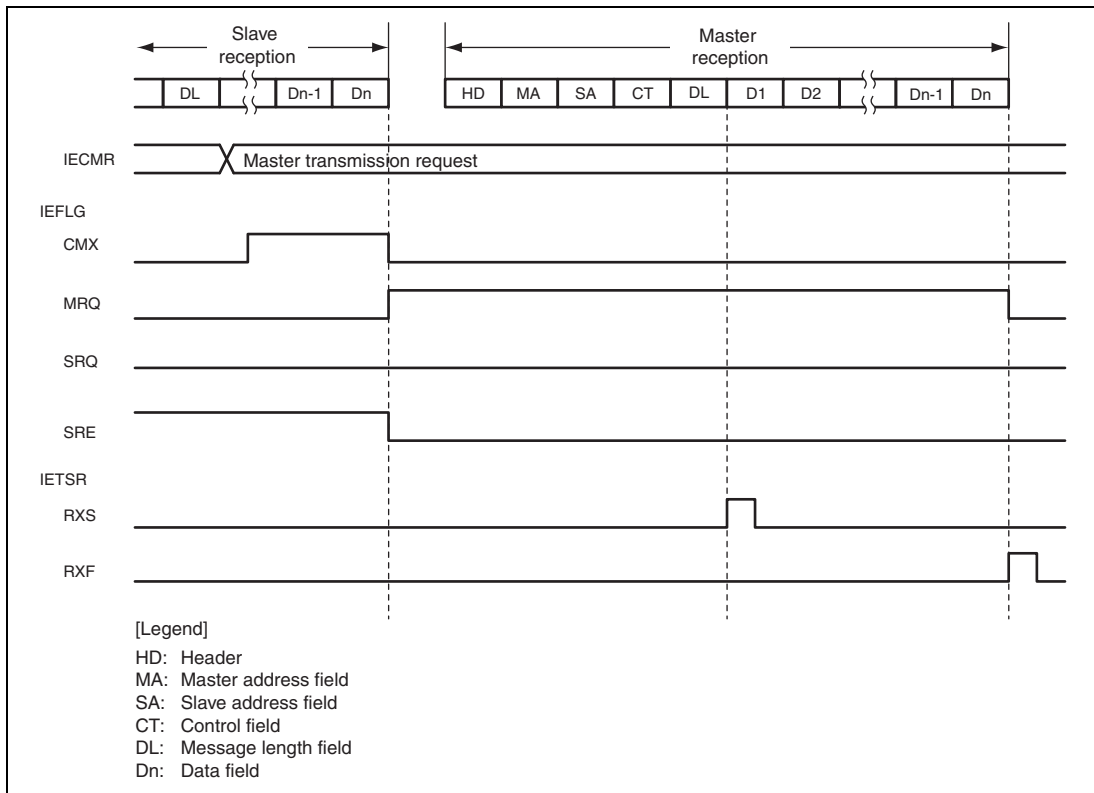 Slave
reception
Master
reception
DL Dn-1 Dn HD MA SA CT DL D1 D2 Dn-1 Dn
IECMR Master transmission request
IEFLG
CMX
MRQ
SRQ
SRE
IETSR
RXS
RXF
[Legend]
HD: Header
MA: Master address field
SA: Slave address field
CT: Control field
DL: Message length field
Dn: Data field